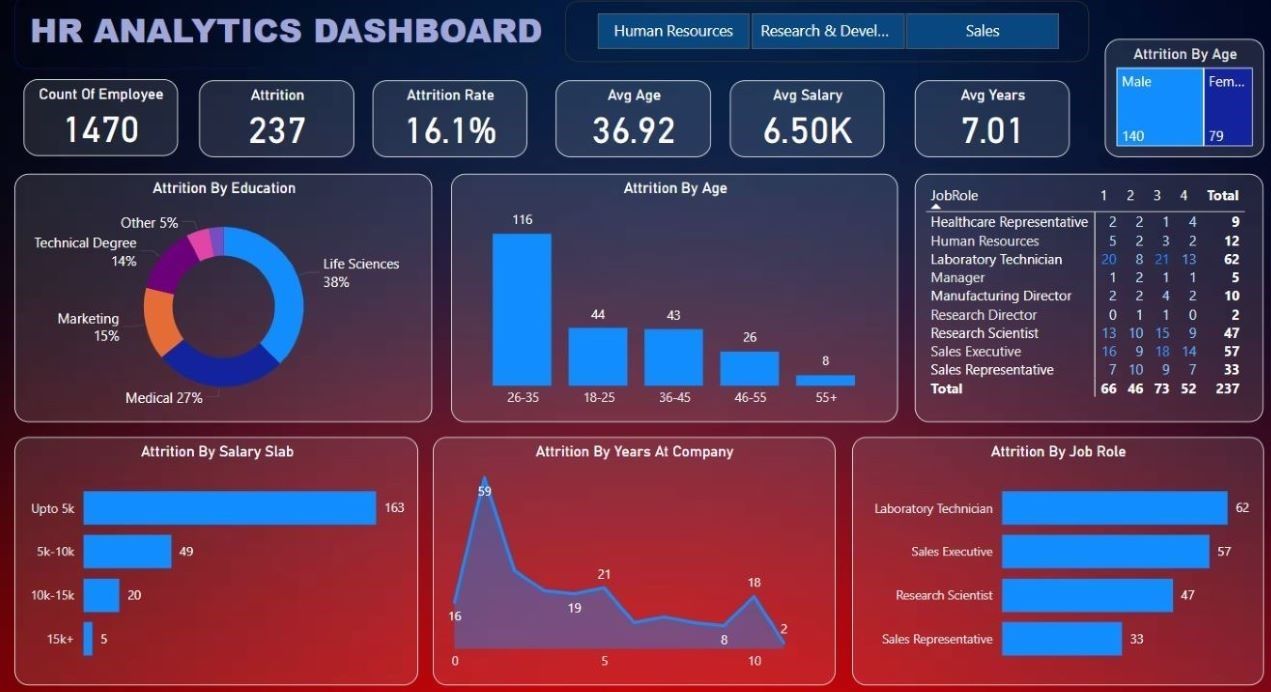 HR ANALYTICS DASHBOARD
Human Resources
Research & Devel...
Sales
Count Of Employee
1470
Attrition
237
Attrition Rate
16.1%
Avg Age
36.92
Avg Salary
6.50K
Avg Years
7.01
Attrition By Age
Male
Fem...
140
79
Attrition By Education
Other 5%
Technical Degree
14%
Life Sciences
38%
Marketing
15%
Medical 27%
Attrition By Age
116
44
43
26
8
26-35
18-25
36-45
46-55
55+
JobRole 1 2 3 4 Total
Healthcare Representative 2 2 1 4 9
Human Resources 5 2 3 2 12
Laboratory Technician 20 8 21 13 62
Manager 1 2 1 1 5
Manufacturing Director 2 2 4 2 10
Research Director 0 1 1 0 2
Research Scientist 13 10 15 9 47
Sales Executive 16 9 18 14 57
Sales Representative 7 10 9 7 33
Total 66 46 73 52 237
Attrition By Salary Slab
Upto 5k 163
5k-10k 49
10k-15k 20
15k+ 5
Attrition By Years At Company
59
16
19
21
8
18
2
0
5
10
Attrition By Job Role
Laboratory Technician 62
Sales Executive 57
Research Scientist 47
Sales Representative 33